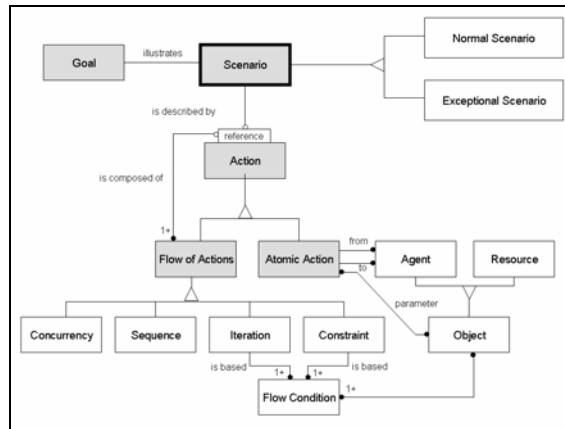 Normal Scenario
Goal
illustrates
Scenario
Exceptional Scenario
is described by
reference
Action
is composed of
1+
Flow of Actions
Atomic Action
from
to
Agent
Resource
parameter
Concurrency
Sequence
Iteration
Constraint
Object
is based
1+
1+
is based
1+
Flow Condition